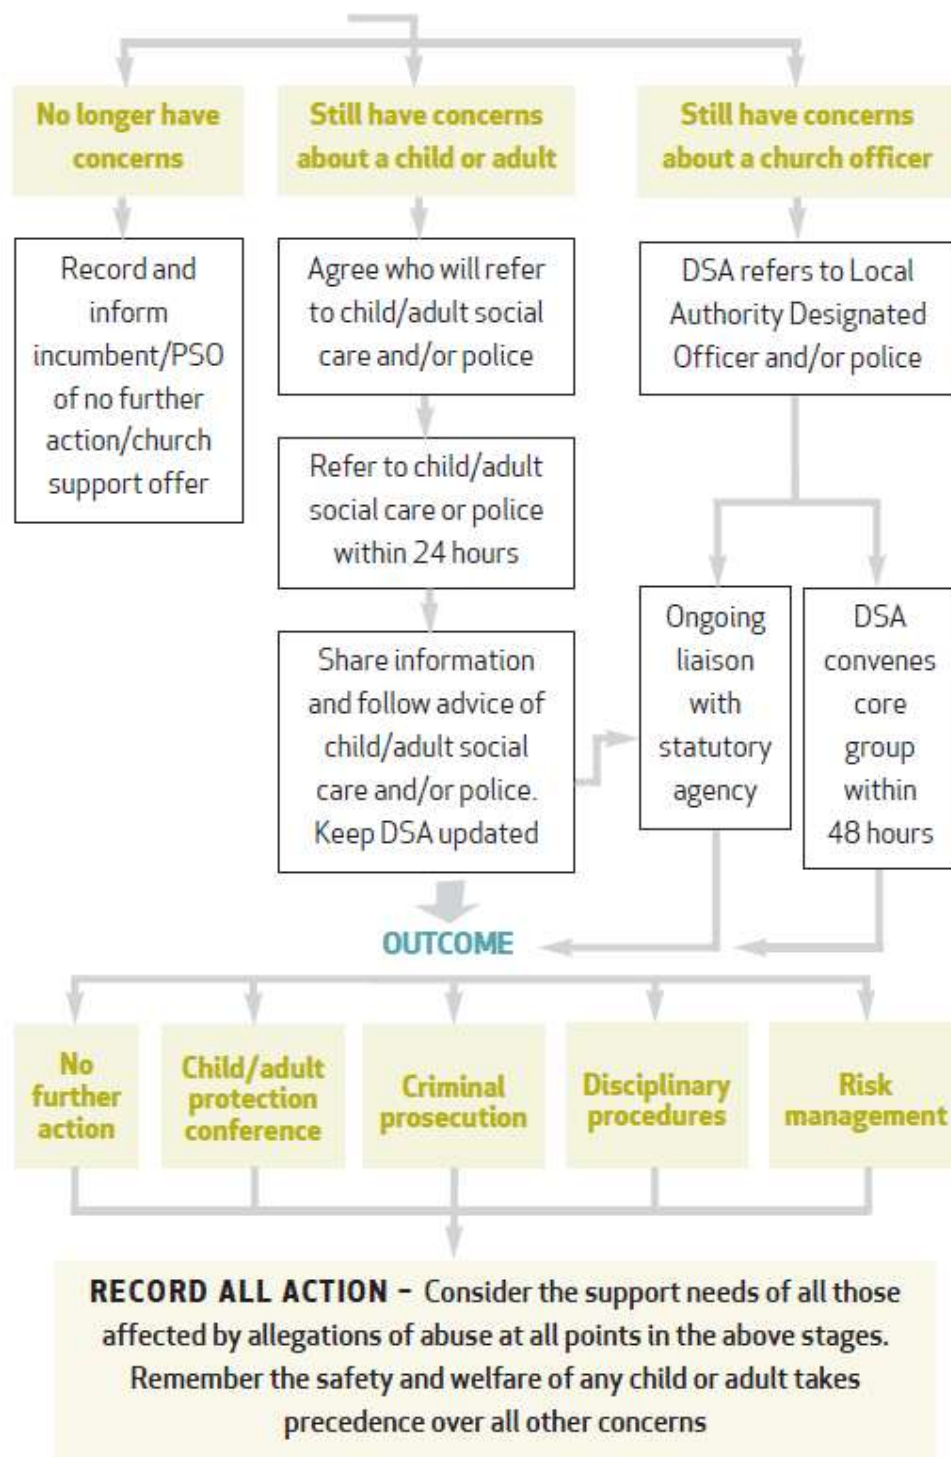 No longer have
concerns
Still have concerns
about a child or adult
Still have concerns
about a church officer
Record and
inform
incumbent/PSO
of no further
action/church
support offer
Agree who will refer
to child/adult social
care and/or police
DSA refers to Local
Authority Designated
Officer and/or police
Refer to child/adult
social care or police
within 24 hours
Share information
and follow advice of
child/adult social
care and/or police.
Keep DSA updated
Ongoing
liaison
with
statutory
agency
DSA
convenes
core
group
within
48 hours
OUTCOME
No
further
action
Child/adult
protection
conference
Criminal
prosecution
Disciplinary
procedures
Risk
management
RECORD ALL ACTION – Consider the support needs of all those
affected by allegations of abuse at all points in the above stages.
Remember the safety and welfare of any child or adult takes
precedence over all other concerns